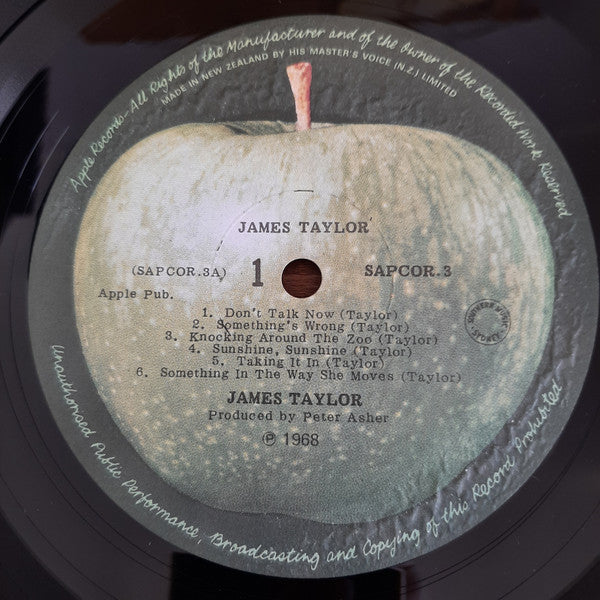 Apple Records-All Rights of the Manufacturer and of the Owner of the Recorded Work Reserved
MADE IN NEW ZEALAND BY HIS MASTER'S VOICE (N.Z.) LIMITED
JAMES TAYLOR
(SAPCOR.3A) 1 SAPCOR.3
Apple Pub.
1. Don't Talk Now (Taylor)
2. Something's Wrong (Taylor)
3. Knocking Around The Zoo (Taylor)
4. Sunshine, Sunshine (Taylor)
5. Taking It In (Taylor)
6. Something In The Way She Moves (Taylor)
JAMES TAYLOR
Produced by Peter Asher
℗ 1968
SOUTHERN MUSIC
SYDNEY
Unauthorised Public Performance, Broadcasting and Copying of this Record Prohibited